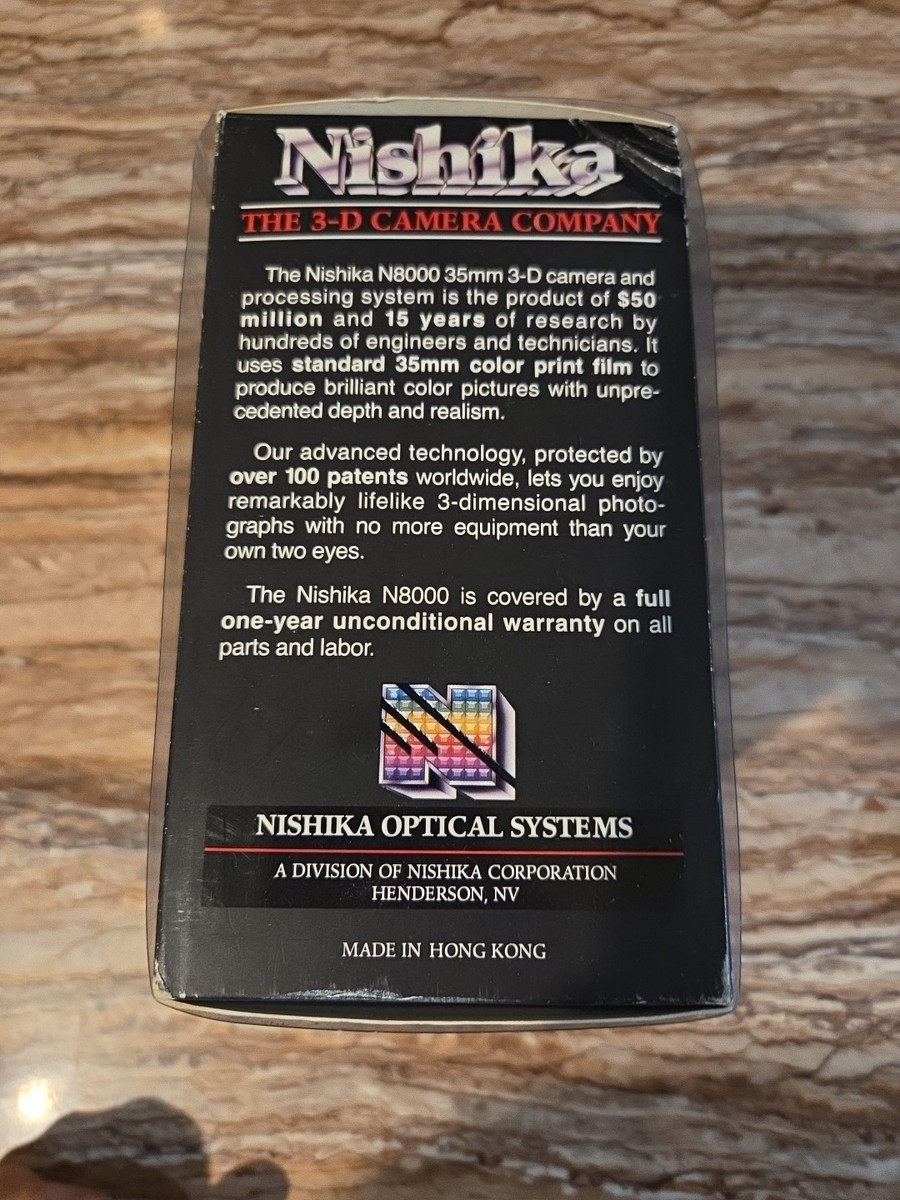 Nishika
THE 3-D CAMERA COMPANY
The Nishika N8000 35mm 3-D camera and
processing system is the product of $50
million and 15 years of research by
hundreds of engineers and technicians. It
uses standard 35mm color print film to
produce brilliant color pictures with unpre-
cedented depth and realism.
Our advanced technology, protected by
over 100 patents worldwide, lets you enjoy
remarkably lifelike 3-dimensional photo-
graphs with no more equipment than your
own two eyes.
The Nishika N8000 is covered by a full
one-year unconditional warranty on all
parts and labor.
N
NISHIKA OPTICAL SYSTEMS
A DIVISION OF NISHIKA CORPORATION
HENDERSON, NV
MADE IN HONG KONG